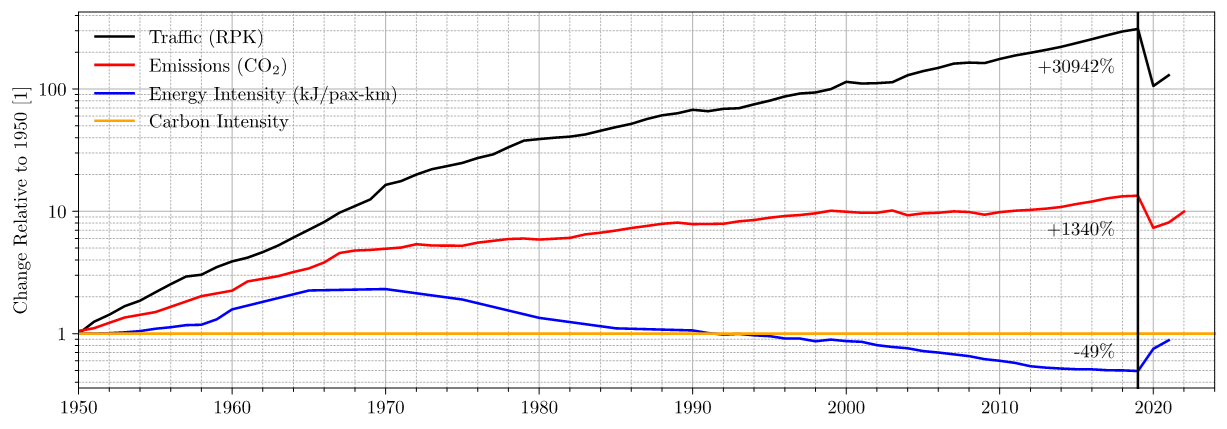 Traffic (RPK)
Emissions (CO₂)
Energy Intensity (kJ/pax-km)
Carbon Intensity
+30942%
+1340%
-49%
Change Relative to 1950 [1]
100
10
1
1950 1960 1970 1980 1990 2000 2010 2020